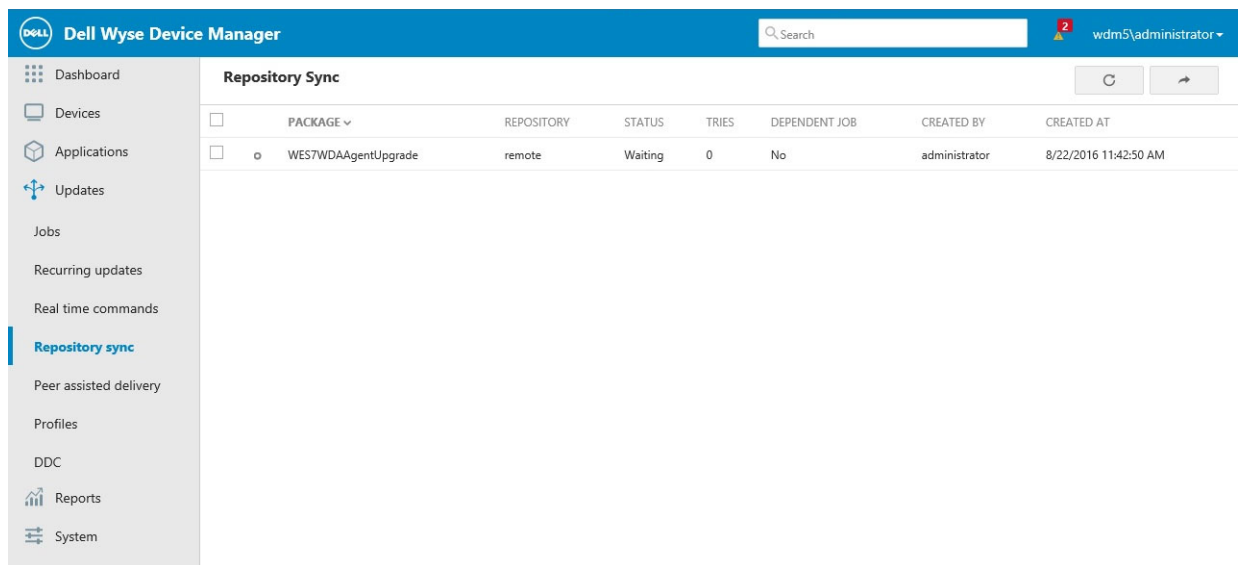 DELL Dell Wyse Device Manager Search 2 wdm5\administrator
Dashboard
Devices
Applications
Updates
Jobs
Recurring updates
Real time commands
Repository sync
Peer assisted delivery
Profiles
DDC
Reports
System
Repository Sync
PACKAGE REPOSITORY STATUS TRIES DEPENDENT JOB CREATED BY CREATED AT
WES7WDAAgentUpgrade remote Waiting 0 No administrator 8/22/2016 11:42:50 AM